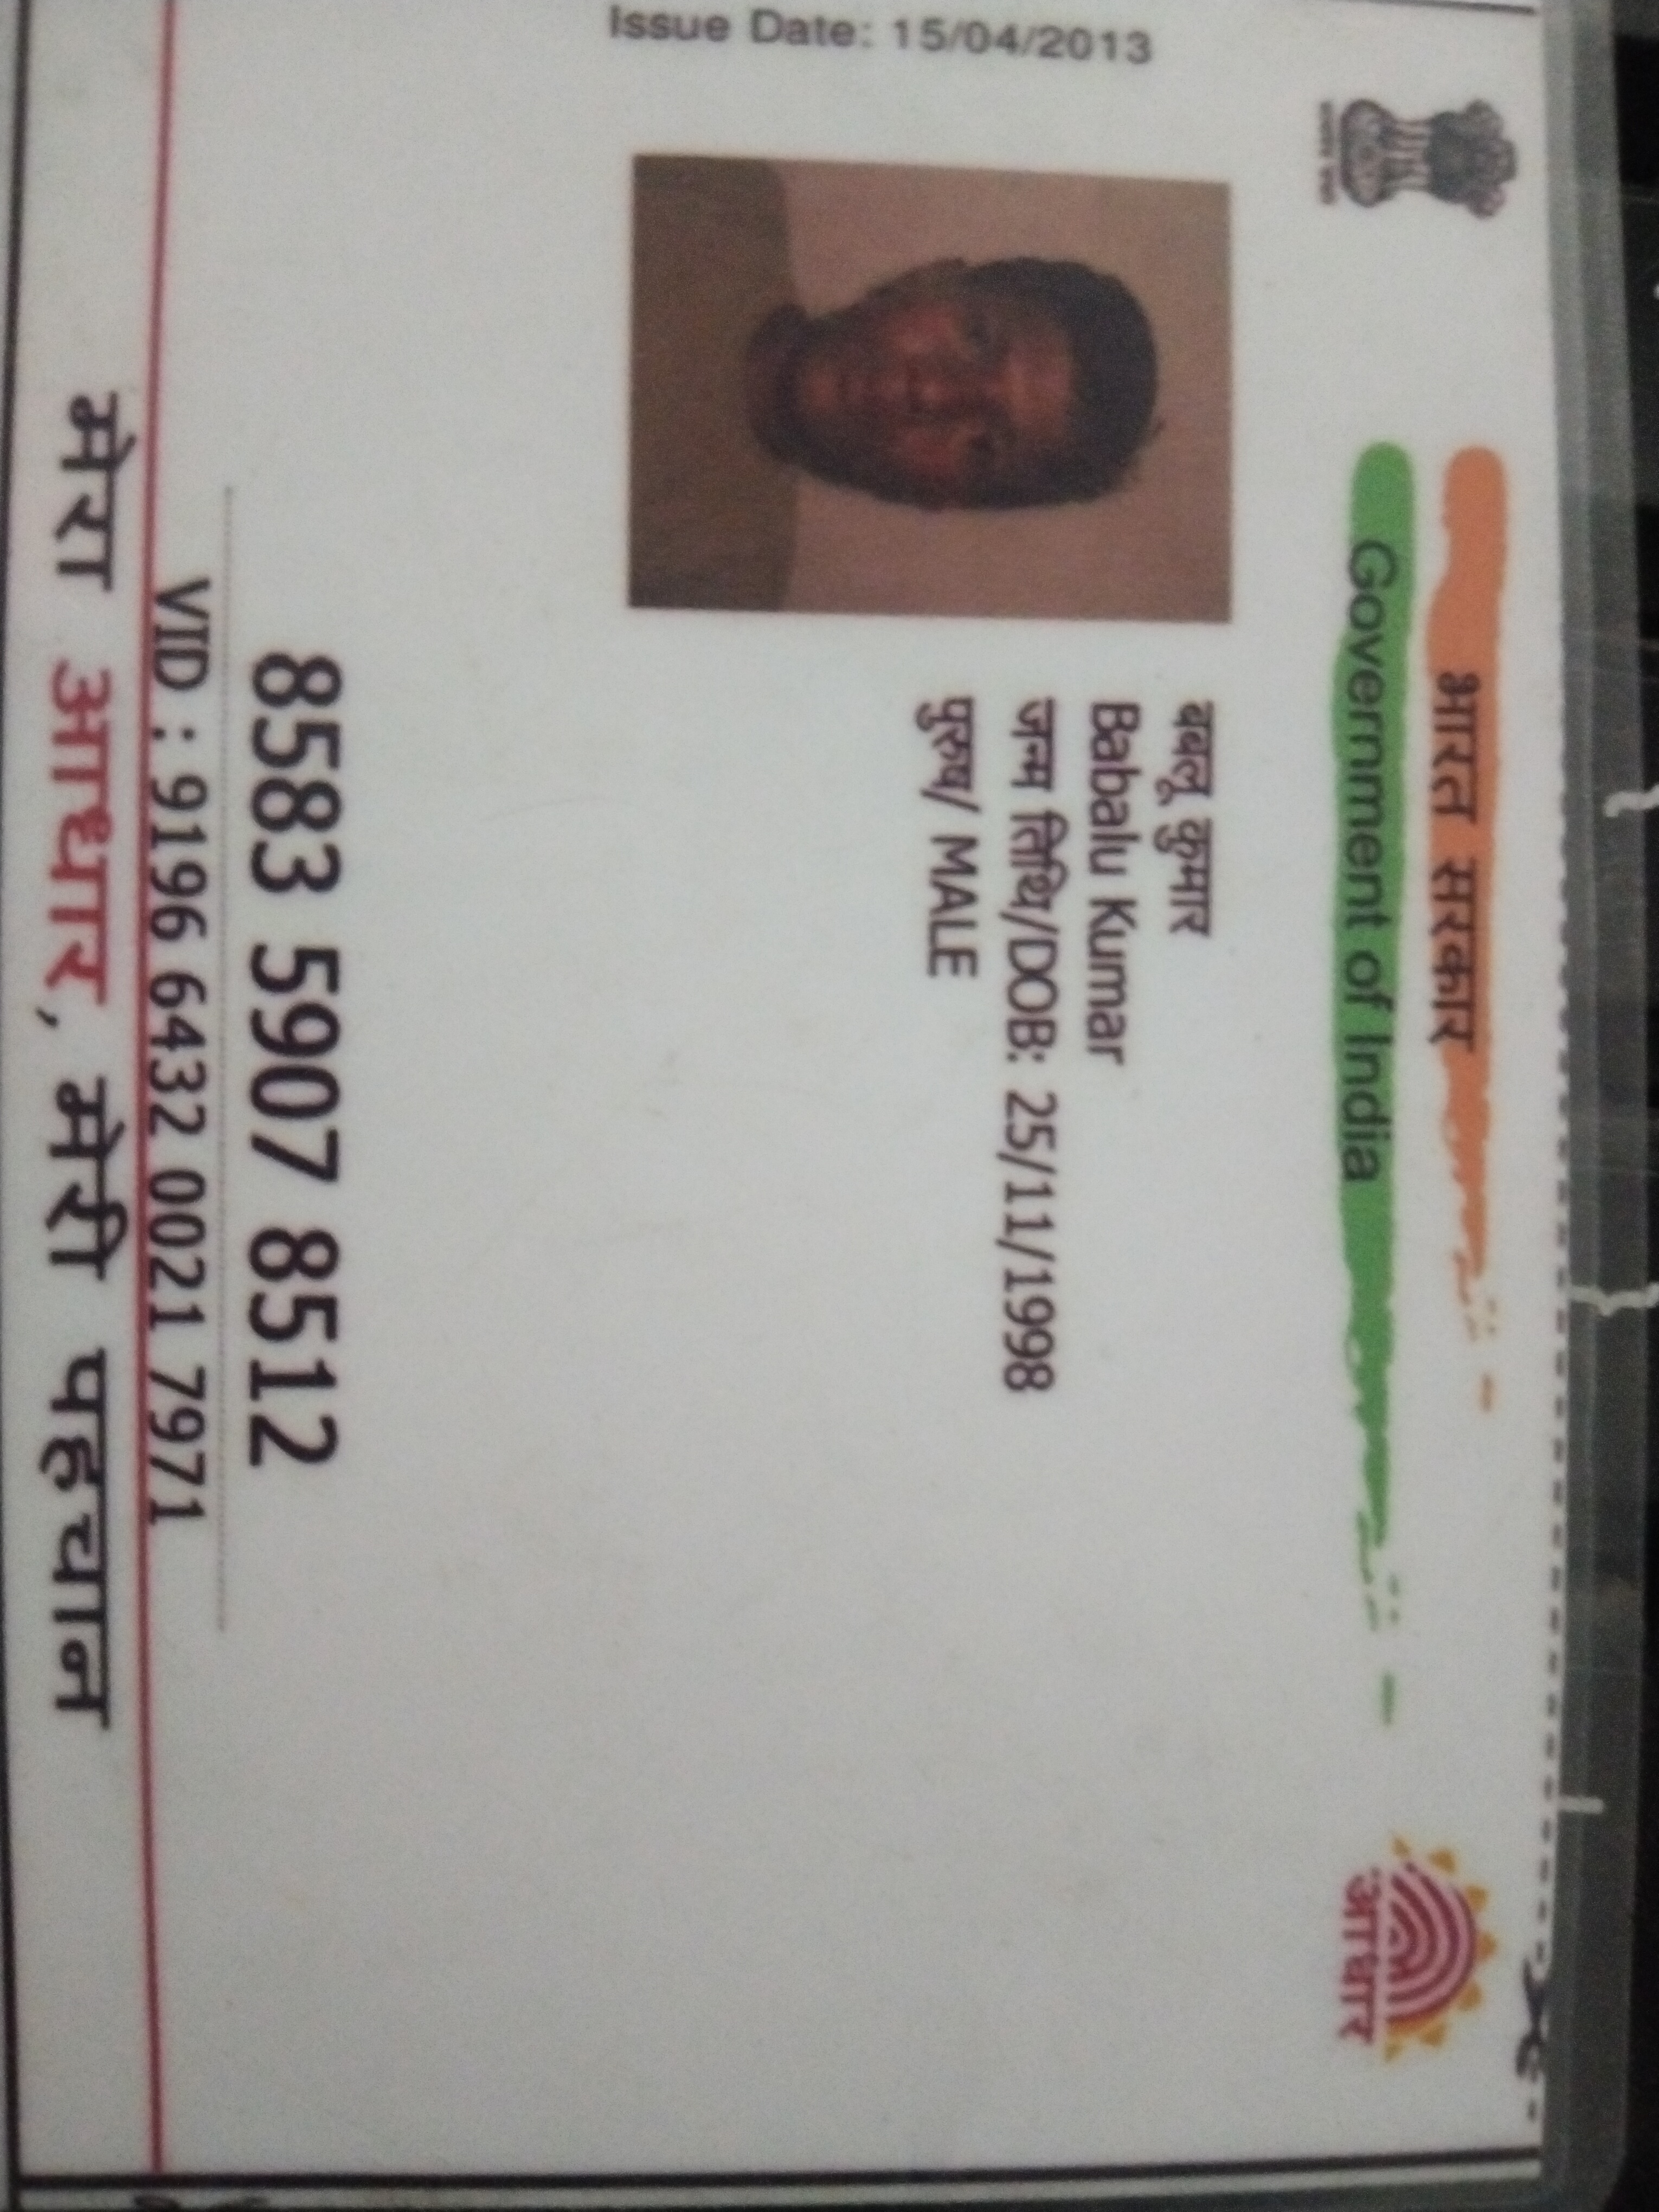 भारत सरकार
Government of India
आधार
Issue Date: 15/04/2013
बबलू कुमार
Babalu Kumar
जन्म तिथि/DOB: 25/11/1998
पुरुष/ MALE
8583 5907 8512
VID : 9196 6432 0021 7971
मेरा आधार, मेरी पहचान